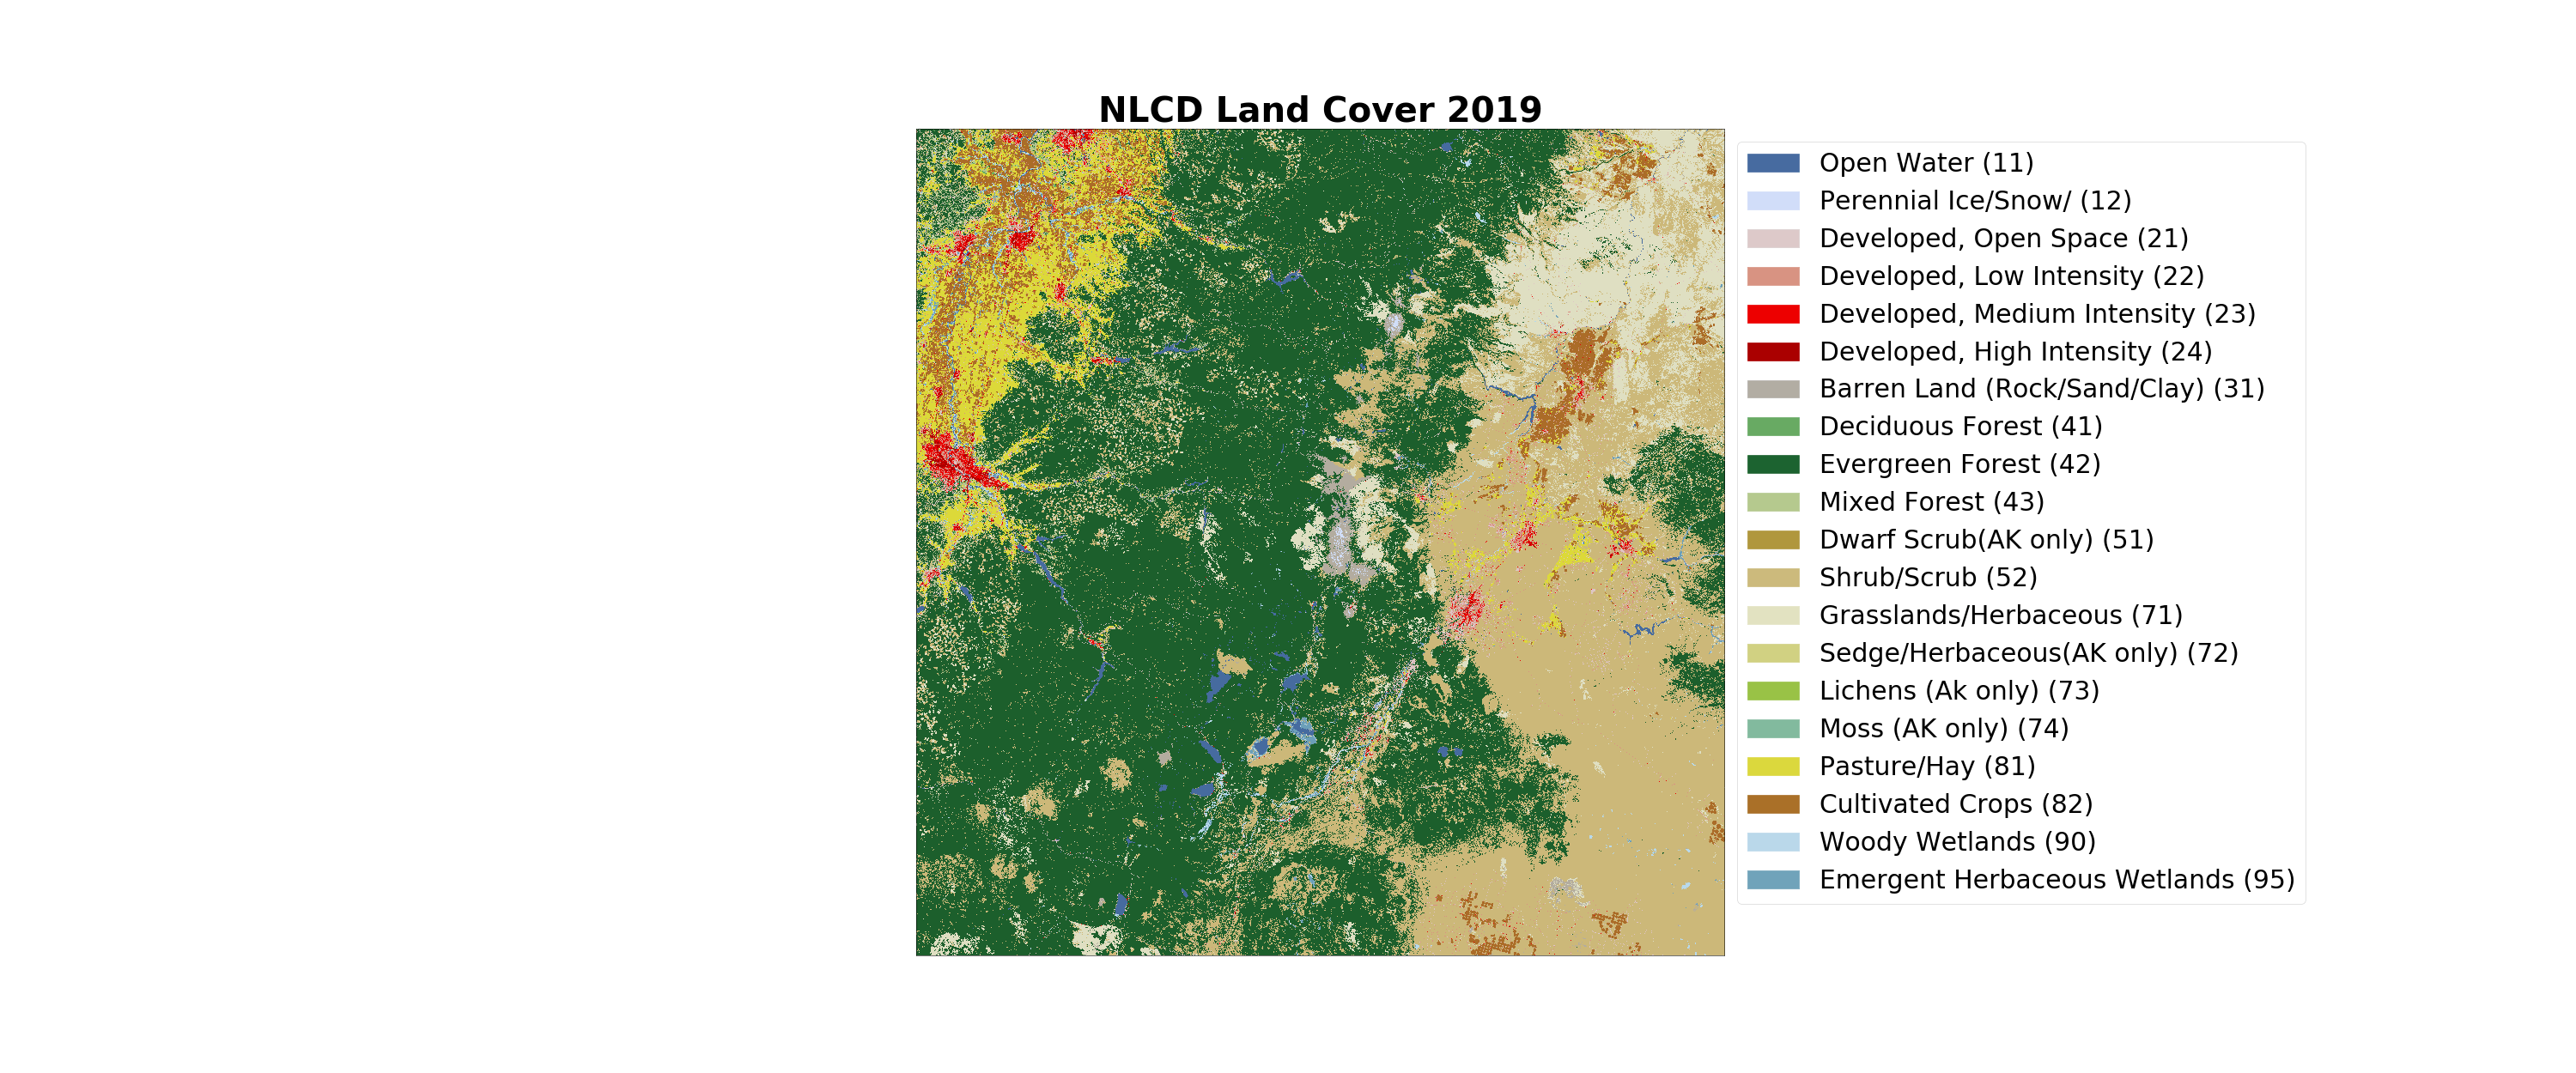 NLCD Land Cover 2019
Open Water (11)
Perennial Ice/Snow/ (12)
Developed, Open Space (21)
Developed, Low Intensity (22)
Developed, Medium Intensity (23)
Developed, High Intensity (24)
Barren Land (Rock/Sand/Clay) (31)
Deciduous Forest (41)
Evergreen Forest (42)
Mixed Forest (43)
Dwarf Scrub(AK only) (51)
Shrub/Scrub (52)
Grasslands/Herbaceous (71)
Sedge/Herbaceous(AK only) (72)
Lichens (Ak only) (73)
Moss (AK only) (74)
Pasture/Hay (81)
Cultivated Crops (82)
Woody Wetlands (90)
Emergent Herbaceous Wetlands (95)